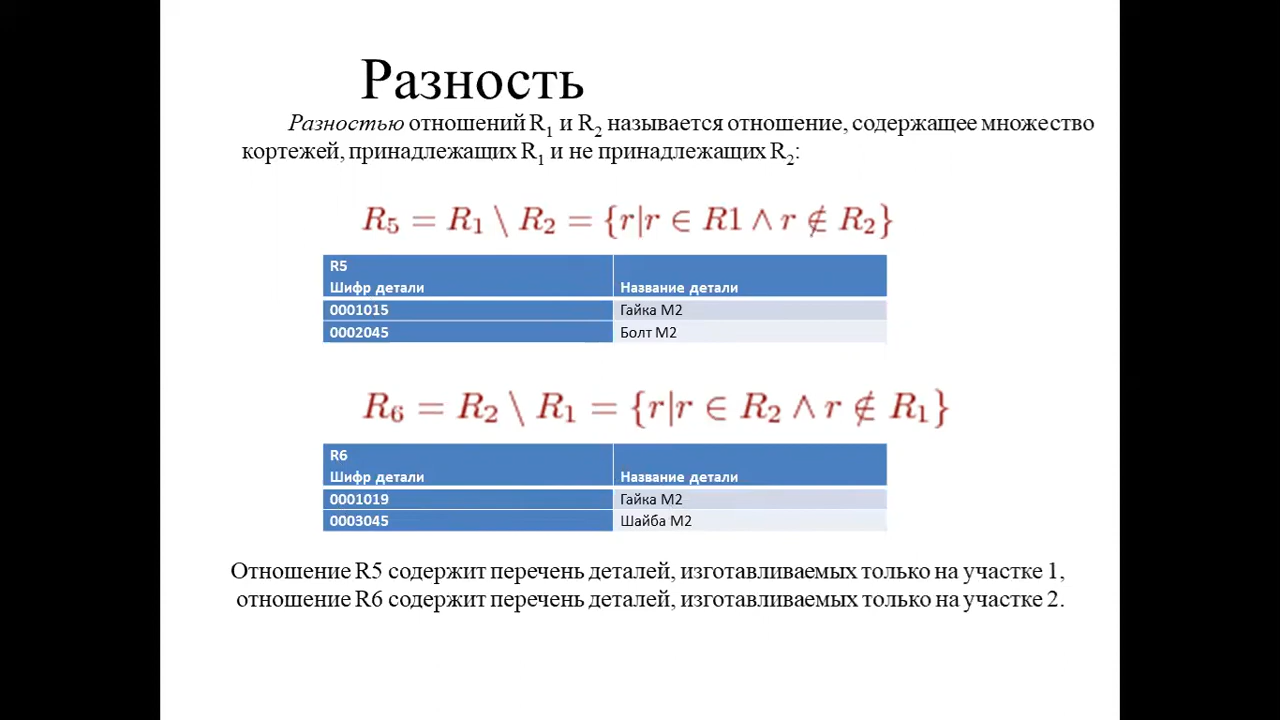 Разность
Разностью отношений R1 и R2 называется отношение, содержащее множество
кортежей, принадлежащих R1 и не принадлежащих R2:
R5 = R1 \ R2 = {r|r ∈ R1 ∧ r ∉ R2}
R5
Шифр детали Название детали
0001015 Гайка М2
0002045 Болт М2
R6 = R2 \ R1 = {r|r ∈ R2 ∧ r ∉ R1}
R6
Шифр детали Название детали
0001019 Гайка М2
0003045 Шайба М2
Отношение R5 содержит перечень деталей, изготавливаемых только на участке 1,
отношение R6 содержит перечень деталей, изготавливаемых только на участке 2.